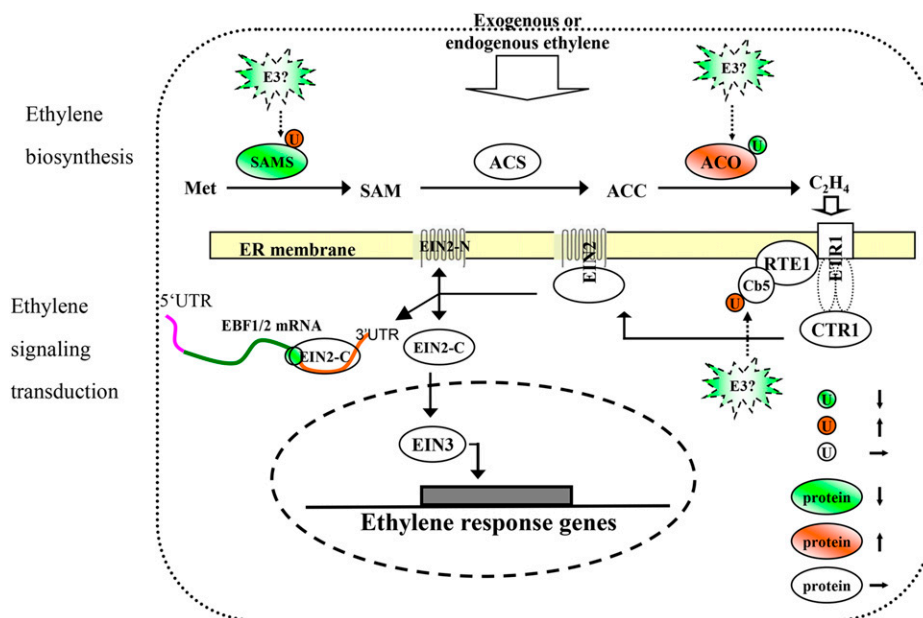 Exogenous or
endogenous ethylene
E3?
E3?
Ethylene
biosynthesis
U
SAMS
ACS
ACO
U
Met
SAM
ACC
C₂H₄
ER membrane
EIN2-N
EIN2
ETR1
RTE1
Cb5
U
CTR1
Ethylene
signaling
transduction
5‘UTR
EBF1/2 mRNA
3'UTR
EIN2-C
EIN2-C
E3?
EIN3
Ethylene response genes
U
U
U
protein
protein
protein